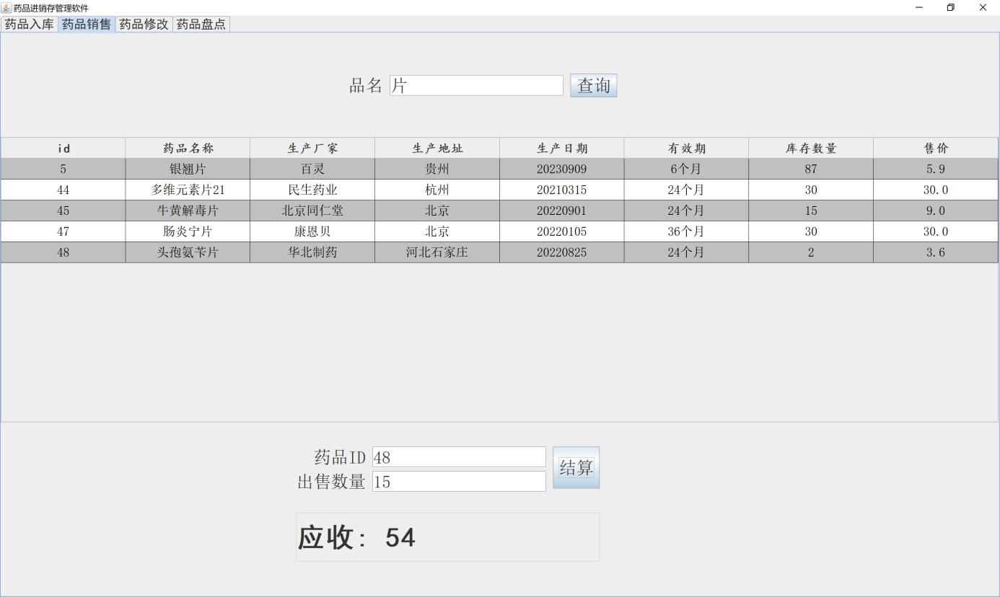 药品进销存管理软件
药品入库 药品销售 药品修改 药品盘点
品名 片 查询
id 药品名称 生产厂家 生产地址 生产日期 有效期 库存数量 售价
5 银翘片 百灵 贵州 20230909 6个月 87 5.9
44 多维元素片21 民生药业 杭州 20210315 24个月 30 30.0
45 牛黄解毒片 北京同仁堂 北京 20220901 24个月 15 9.0
47 肠炎宁片 康恩贝 北京 20220105 36个月 30 30.0
48 头孢氨苄片 华北制药 河北石家庄 20220825 24个月 2 3.6
药品ID 48
出售数量 15
结算
应收: 54